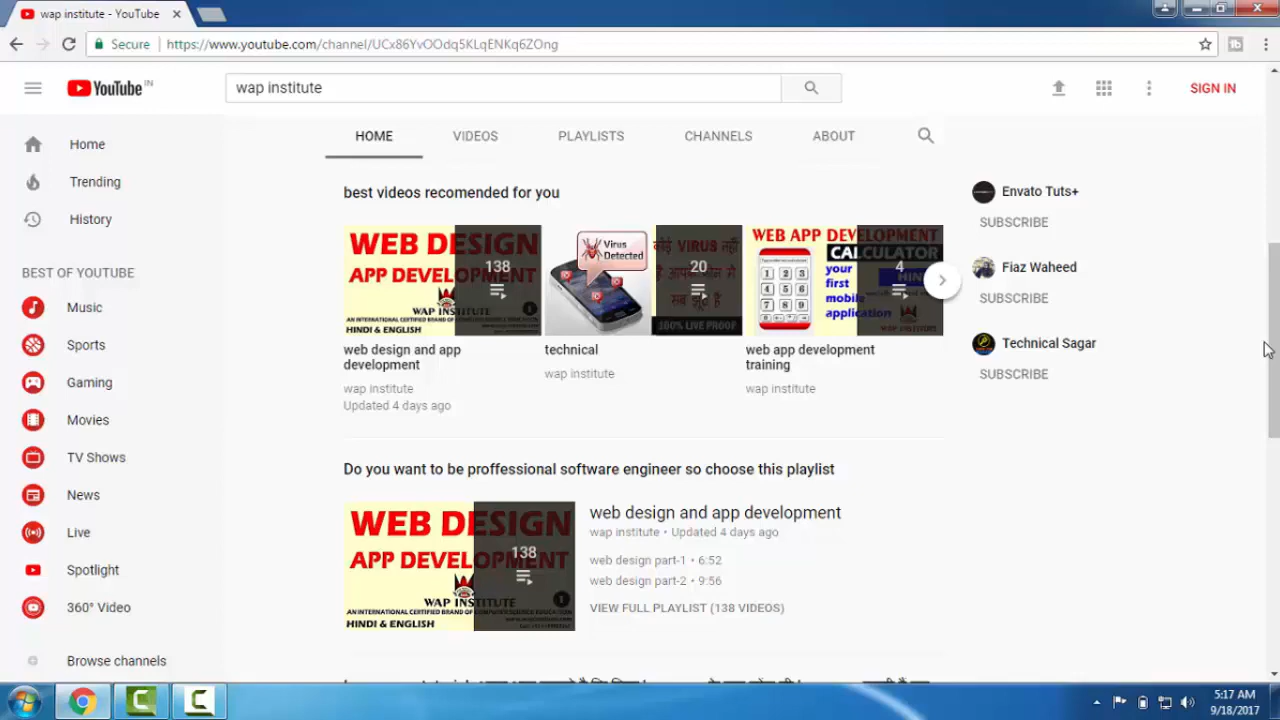 wap institute - YouTube
Secure https://www.youtube.com/channel/UCx86YvOOdq5KLqENKq6ZOng
YouTube IN
wap institute
SIGN IN
HOME VIDEOS PLAYLISTS CHANNELS ABOUT
Home
Trending
History
BEST OF YOUTUBE
Music
Sports
Gaming
Movies
TV Shows
News
Live
Spotlight
360° Video
Browse channels
best videos recomended for you
WEB DESIGN
APP DEVELOPMENT
WAP INSTITUTE
HINDI & ENGLISH
138
web design and app
development
wap institute
Updated 4 days ago
Virus
Detected
20
100% LIVE PROOF
technical
wap institute
WEB APP DEVELOPMENT
CALCULATOR
your
first
mobile
application
4
web app development
training
wap institute
Do you want to be proffessional software engineer so choose this playlist
WEB DESIGN
APP DEVELOPMENT
WAP INSTITUTE
HINDI & ENGLISH
138
web design and app development
wap institute • Updated 4 days ago
web design part-1 • 6:52
web design part-2 • 9:56
VIEW FULL PLAYLIST (138 VIDEOS)
Envato Tuts+
SUBSCRIBE
Fiaz Waheed
SUBSCRIBE
Technical Sagar
SUBSCRIBE
5:17 AM
9/18/2017